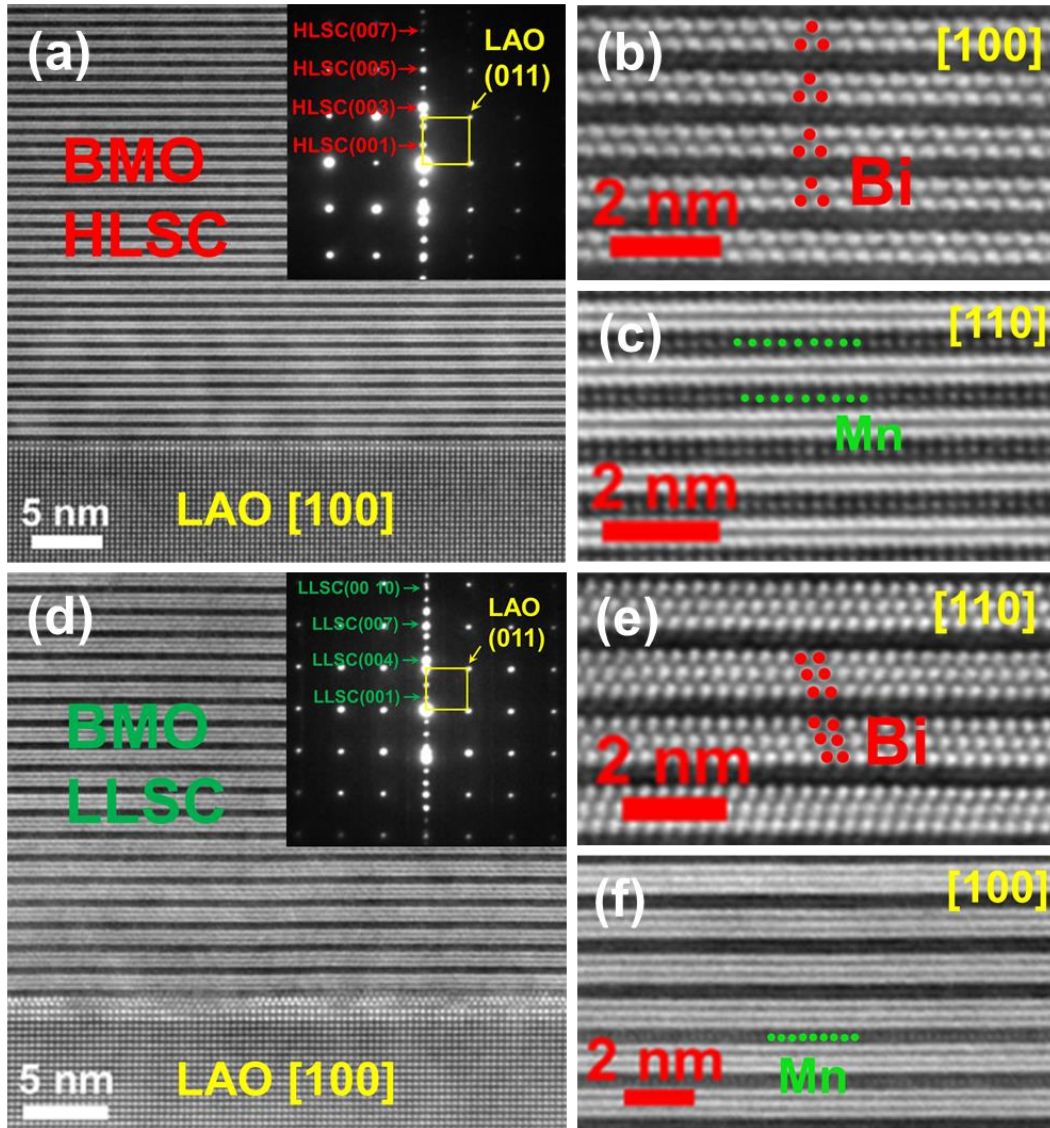 (a)
HLSC(007)
HLSC(005)
HLSC(003)
HLSC(001)
LAO
(011)
BMO
HLSC
5 nm
LAO [100]
(b)
[100]
Bi
2 nm
(c)
[110]
Mn
2 nm
(d)
LLSC(00 10)
LLSC(007)
LLSC(004)
LLSC(001)
LAO
(011)
BMO
LLSC
5 nm
LAO [100]
(e)
[110]
Bi
2 nm
(f)
[100]
2 nm
Mn